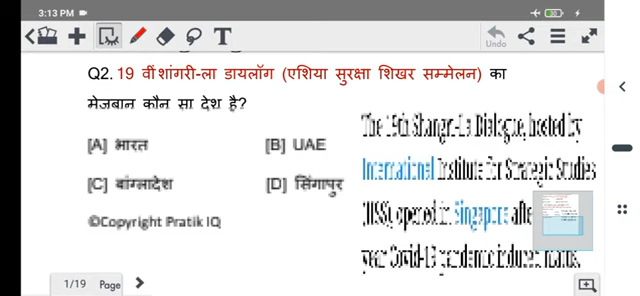 3:13 PM
Undo
Q2. 19 वीं शांगरी-ला डायलॉग (एशिया सुरक्षा शिखर सम्मेलन) का
मेजबान कौन सा देश है?
[A] भारत
[B] UAE
[C] बांग्लादेश
[D] सिंगापुर
©Copyright Pratik IQ
The 19th Shangri-La Dialogue, hosted by
International Institute for Strategic Studies
(IISS), opened in Singapore
year Covid-19 pandemic induced hiatus.
1/19 Page